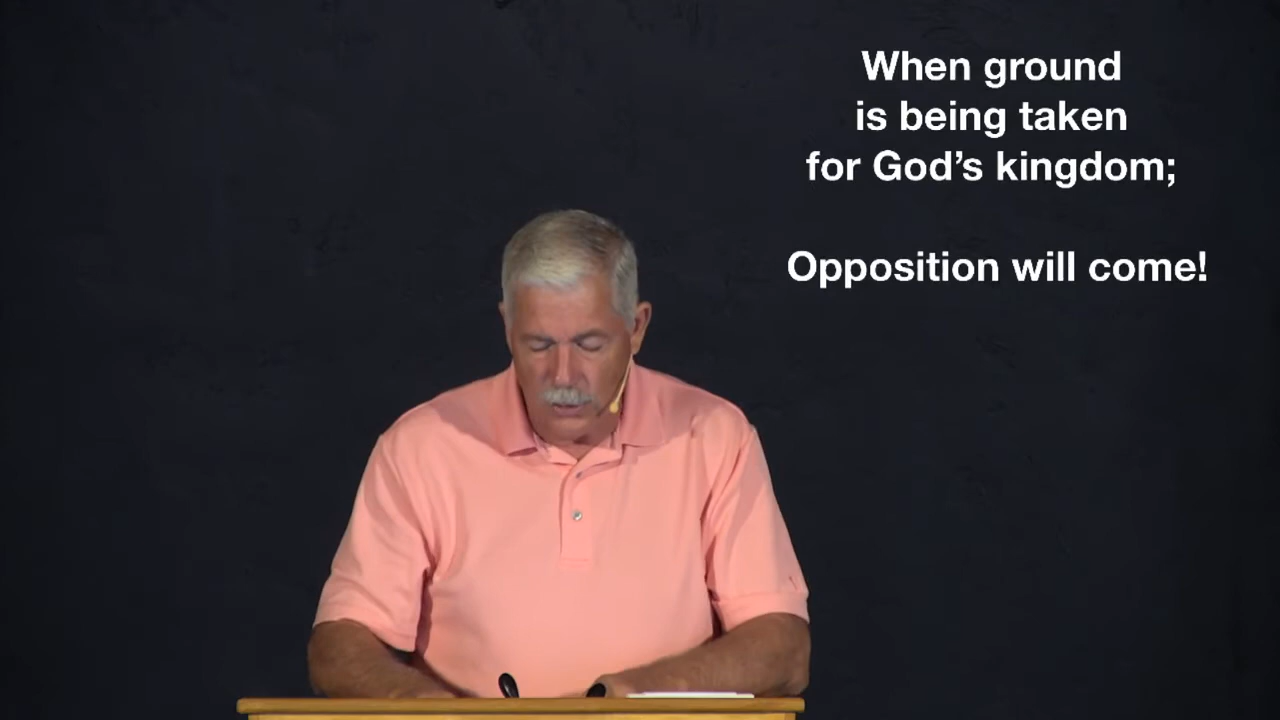 When ground
is being taken
for God’s kingdom;
Opposition will come!